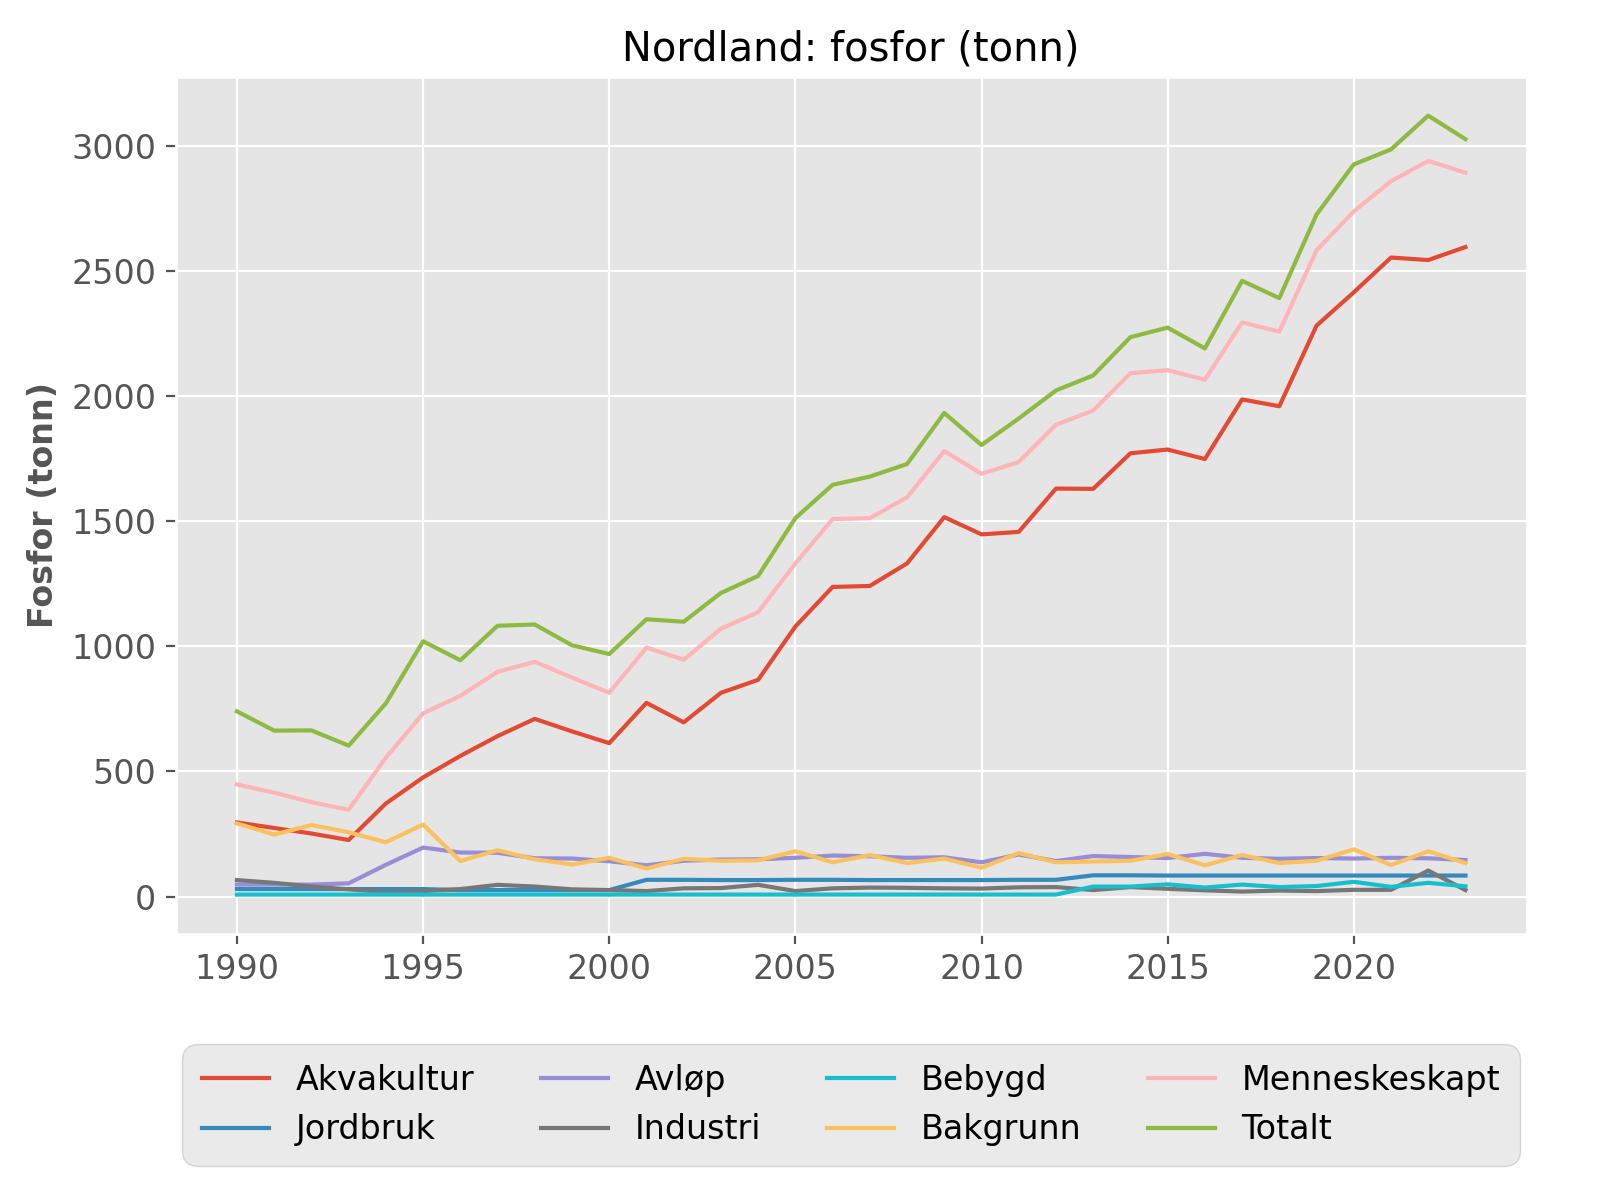 Nordland: fosfor (tonn)
Fosfor (tonn)
3000
2500
2000
1500
1000
500
0
1990 1995 2000 2005 2010 2015 2020
Akvakultur Avløp Bebygd Menneskeskapt
Jordbruk Industri Bakgrunn Totalt